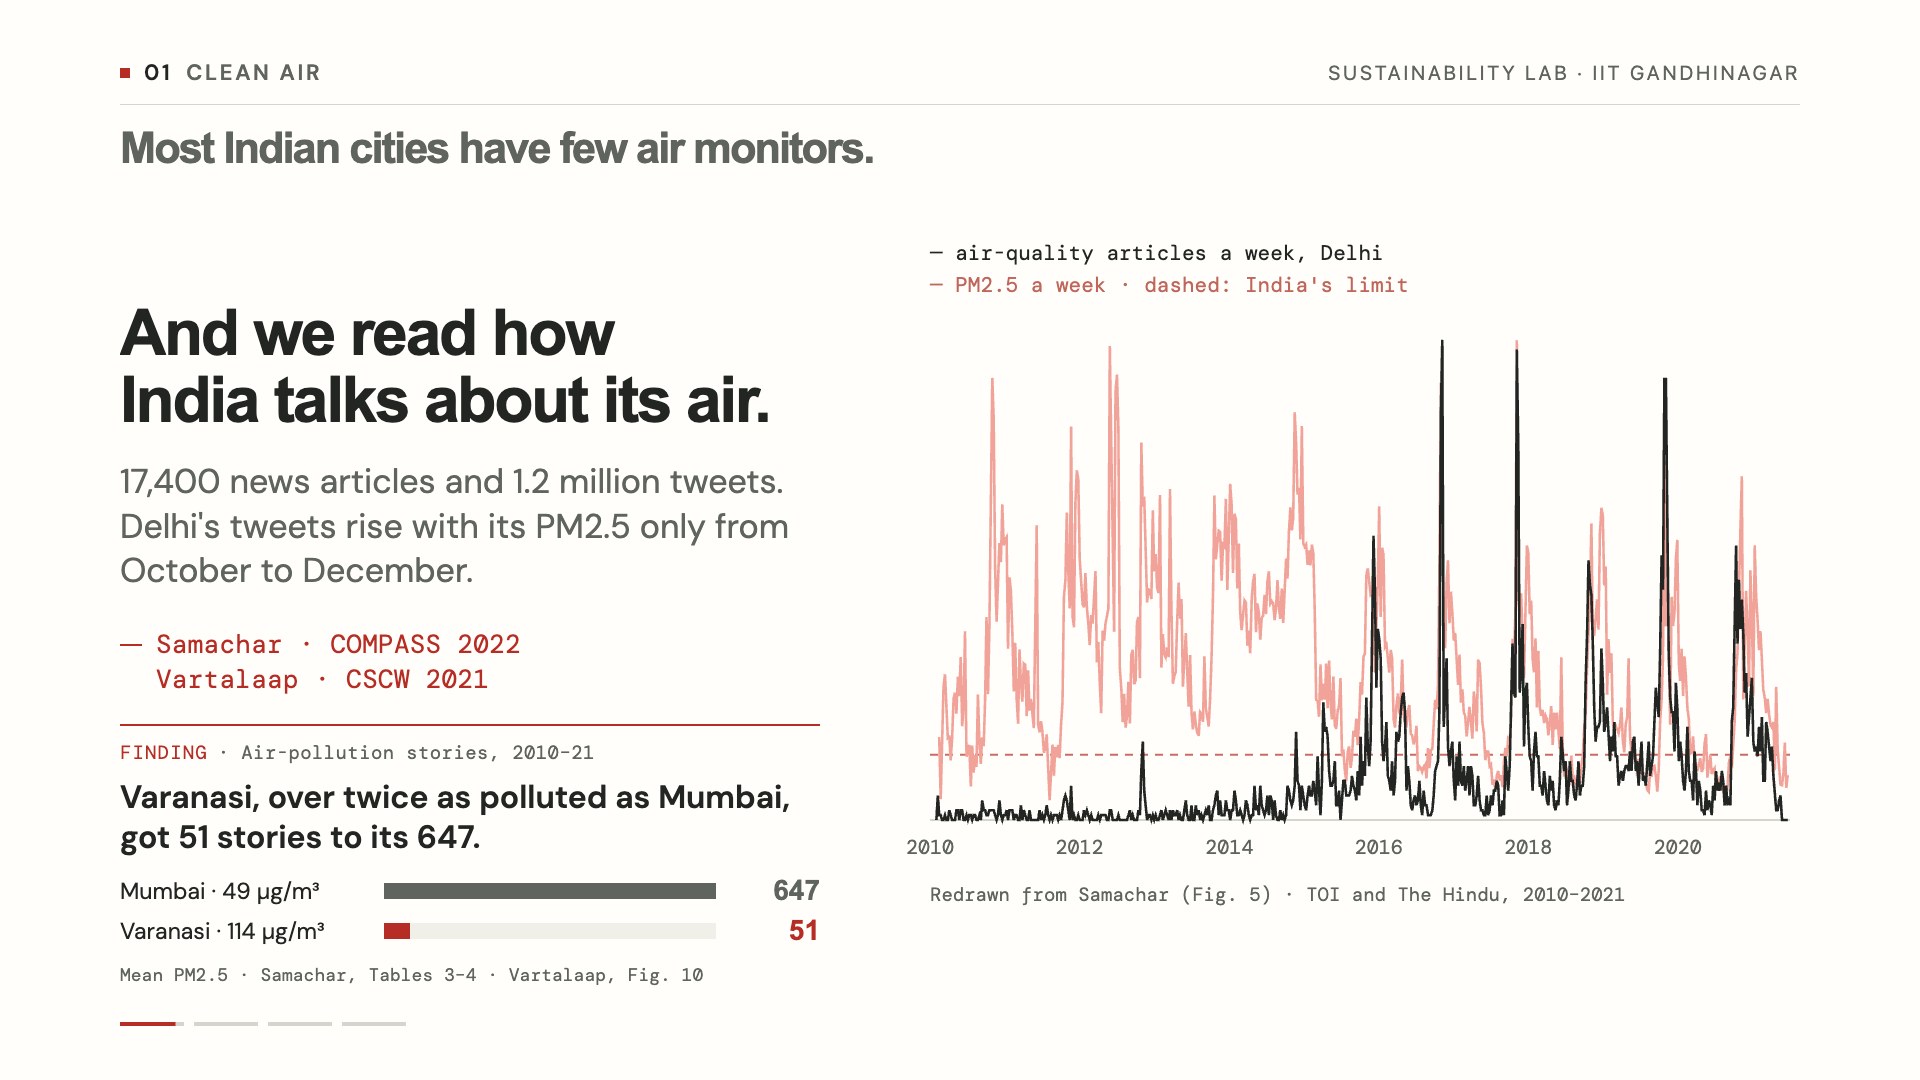 01 CLEAN AIR
SUSTAINABILITY LAB · IIT GANDHINAGAR
Most Indian cities have few air monitors.
And we read how
India talks about its air.
17,400 news articles and 1.2 million tweets.
Delhi's tweets rise with its PM2.5 only from
October to December.
— Samachar · COMPASS 2022
Vartalaap · CSCW 2021
FINDING · Air-pollution stories, 2010–21
Varanasi, over twice as polluted as Mumbai,
got 51 stories to its 647.
Mumbai · 49 µg/m³ 647
Varanasi · 114 µg/m³ 51
Mean PM2.5 · Samachar, Tables 3–4 · Vartalaap, Fig. 10
— air-quality articles a week, Delhi
— PM2.5 a week · dashed: India's limit
2010 2012 2014 2016 2018 2020
Redrawn from Samachar (Fig. 5) · TOI and The Hindu, 2010–2021